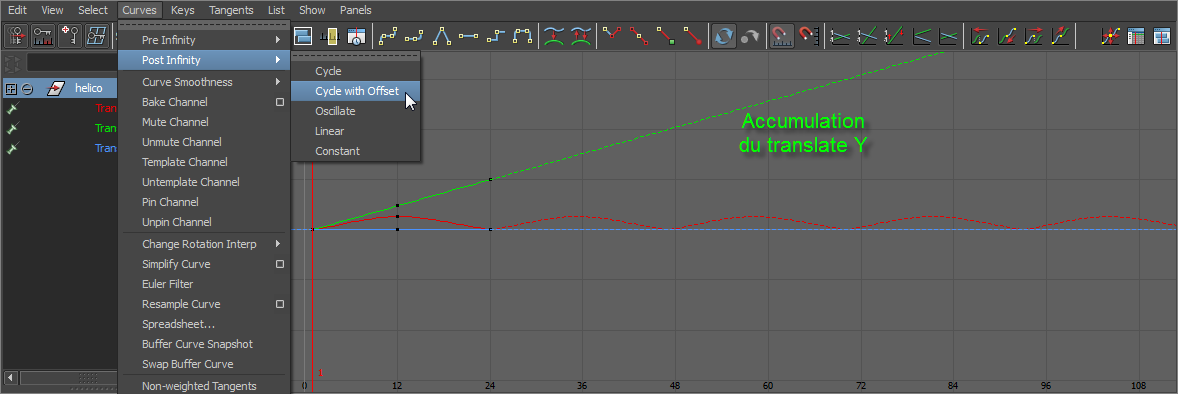 Edit View Select Curves Keys Tangents List Show Panels
Pre Infinity
Post Infinity
Curve Smoothness
Bake Channel
Mute Channel
Unmute Channel
Template Channel
Untemplate Channel
Pin Channel
Unpin Channel
Change Rotation Interp
Simplify Curve
Euler Filter
Resample Curve
Spreadsheet...
Buffer Curve Snapshot
Swap Buffer Curve
Non-weighted Tangents
Cycle
Cycle with Offset
Oscillate
Linear
Constant
helico
Tran
Tran
Tran
Accumulation
du translate Y
1
0 12 24 36 48 60 72 84 96 108